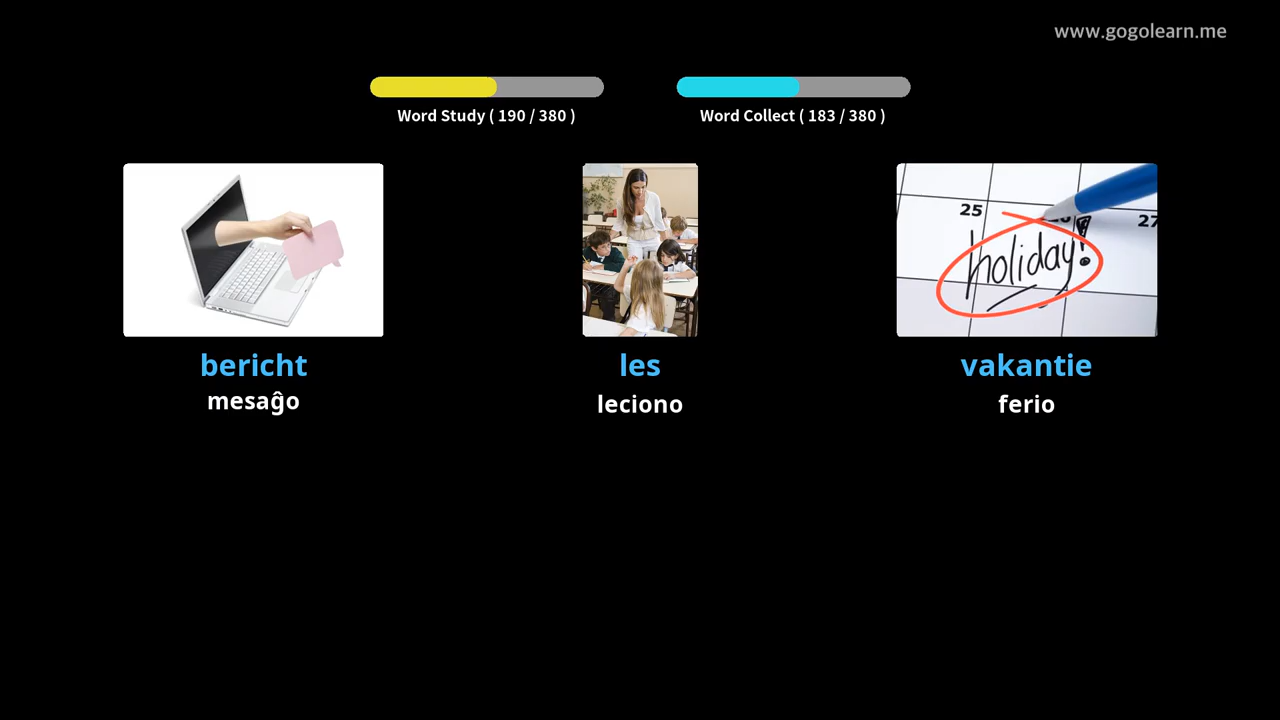 www.gogolearn.me
Word Study ( 190 / 380 )
Word Collect ( 183 / 380 )
25
27
holiday!
bericht
les
vakantie
mesaĝo
leciono
ferio